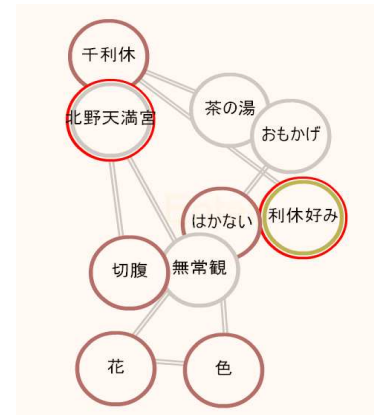 千利休
北野天満宮
茶の湯
おもかげ
はかない
利休好み
切腹
無常観
花
色